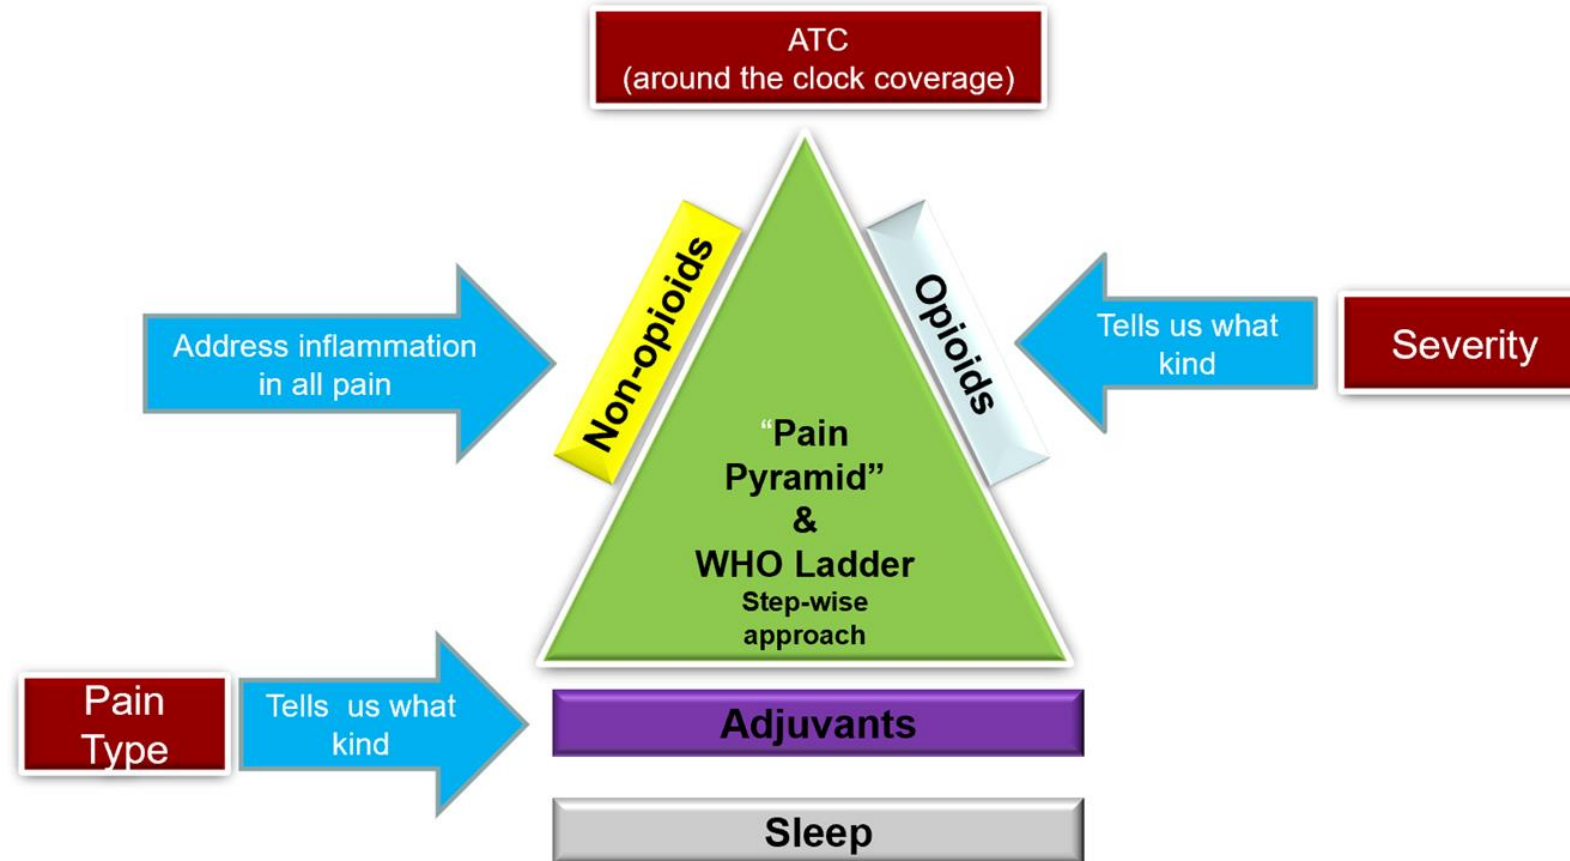 ATC
(around the clock coverage)
Non-opioids
Opioids
Address inflammation
in all pain
Tells us what
kind
Severity
“Pain
Pyramid”
&
WHO Ladder
Step-wise
approach
Pain
Type
Tells us what
kind
Adjuvants
Sleep